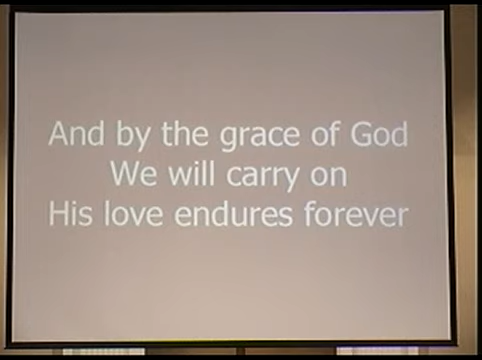 And by the grace of God
We will carry on
His love endures forever